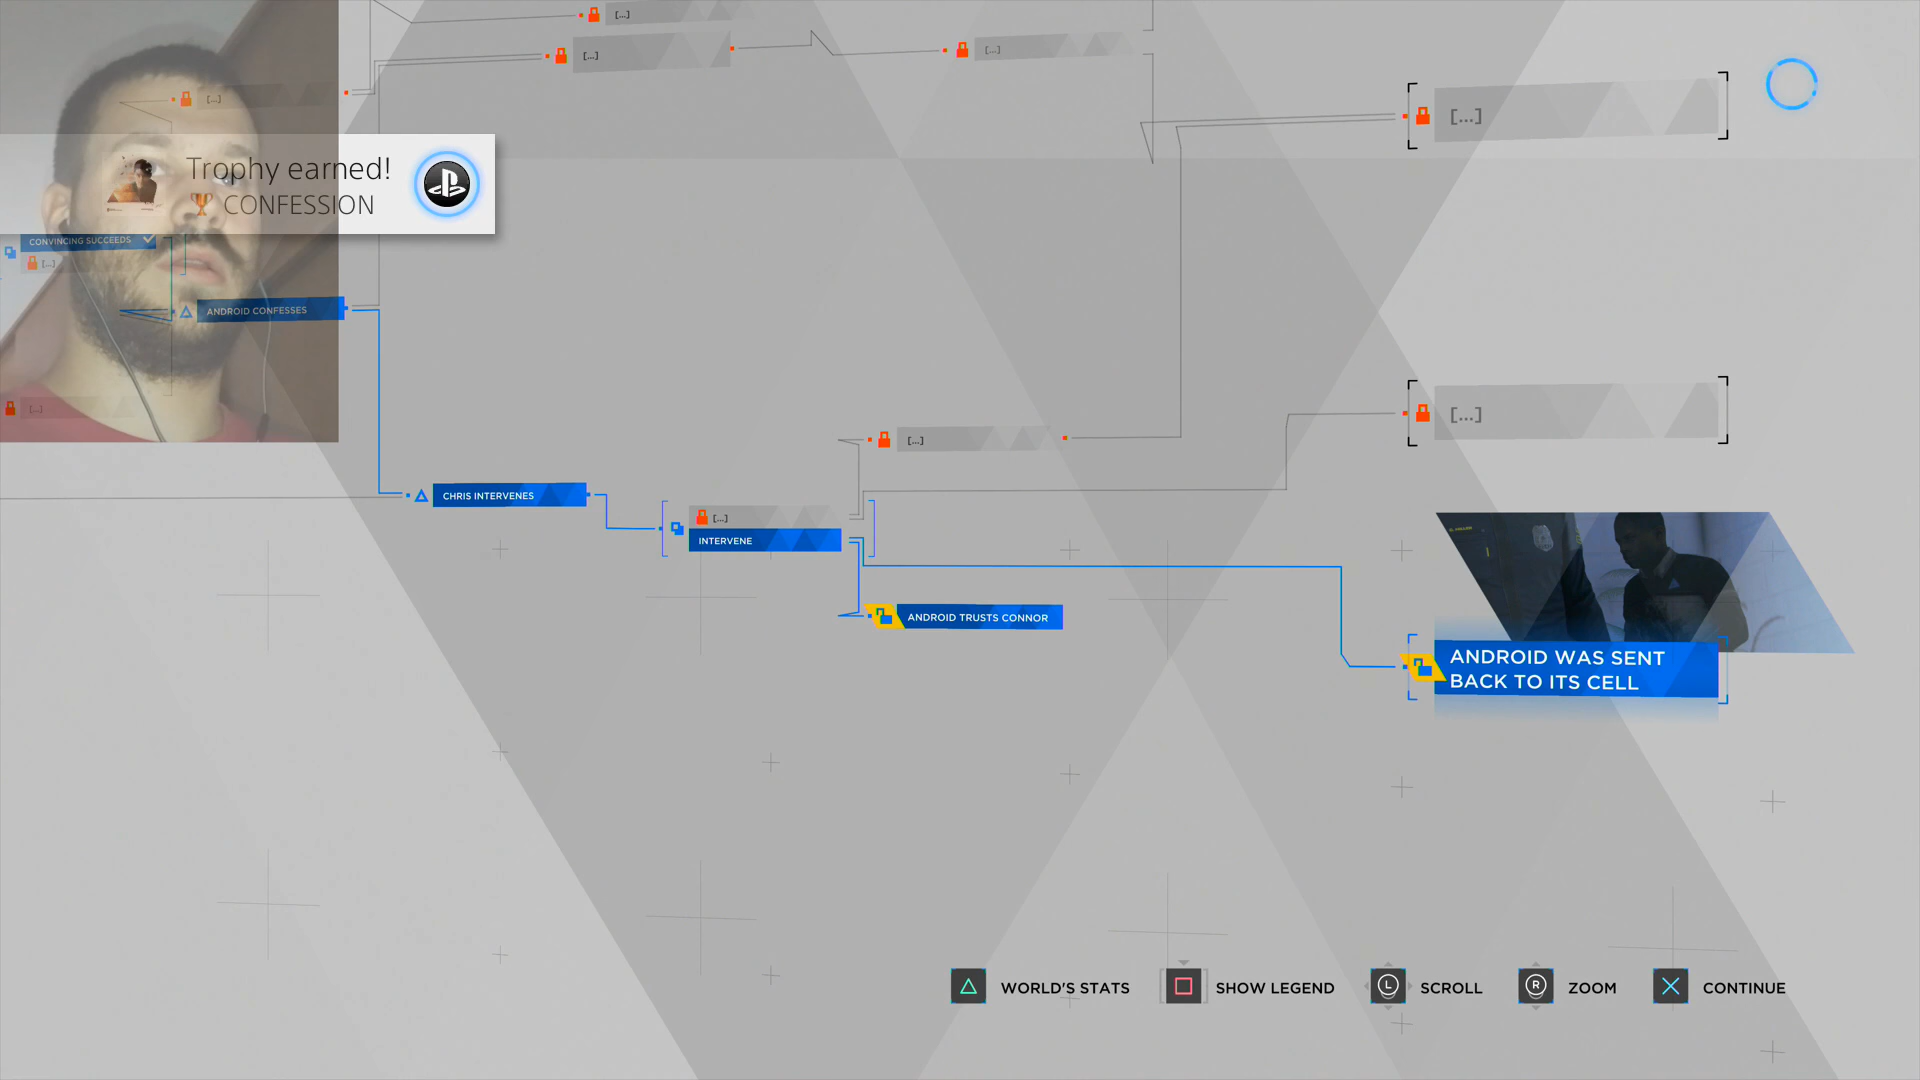 [...]
[...]
[...]
[...]
[...]
Trophy earned!
CONFESSION
CONVINCING SUCCEEDS
[...]
ANDROID CONFESSES
[...]
[...]
[...]
CHRIS INTERVENES
[...]
INTERVENE
ANDROID TRUSTS CONNOR
ANDROID WAS SENT
BACK TO ITS CELL
WORLD'S STATS
SHOW LEGEND
L
SCROLL
R
ZOOM
CONTINUE